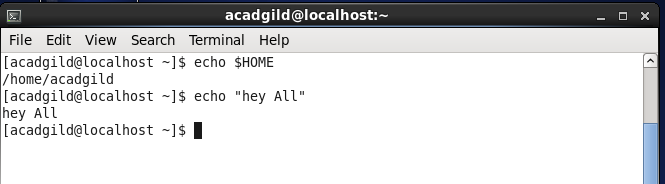 acadgild@localhost:~
File Edit View Search Terminal Help
[acadgild@localhost ~]$ echo $HOME
/home/acadgild
[acadgild@localhost ~]$ echo "hey All"
hey All
[acadgild@localhost ~]$